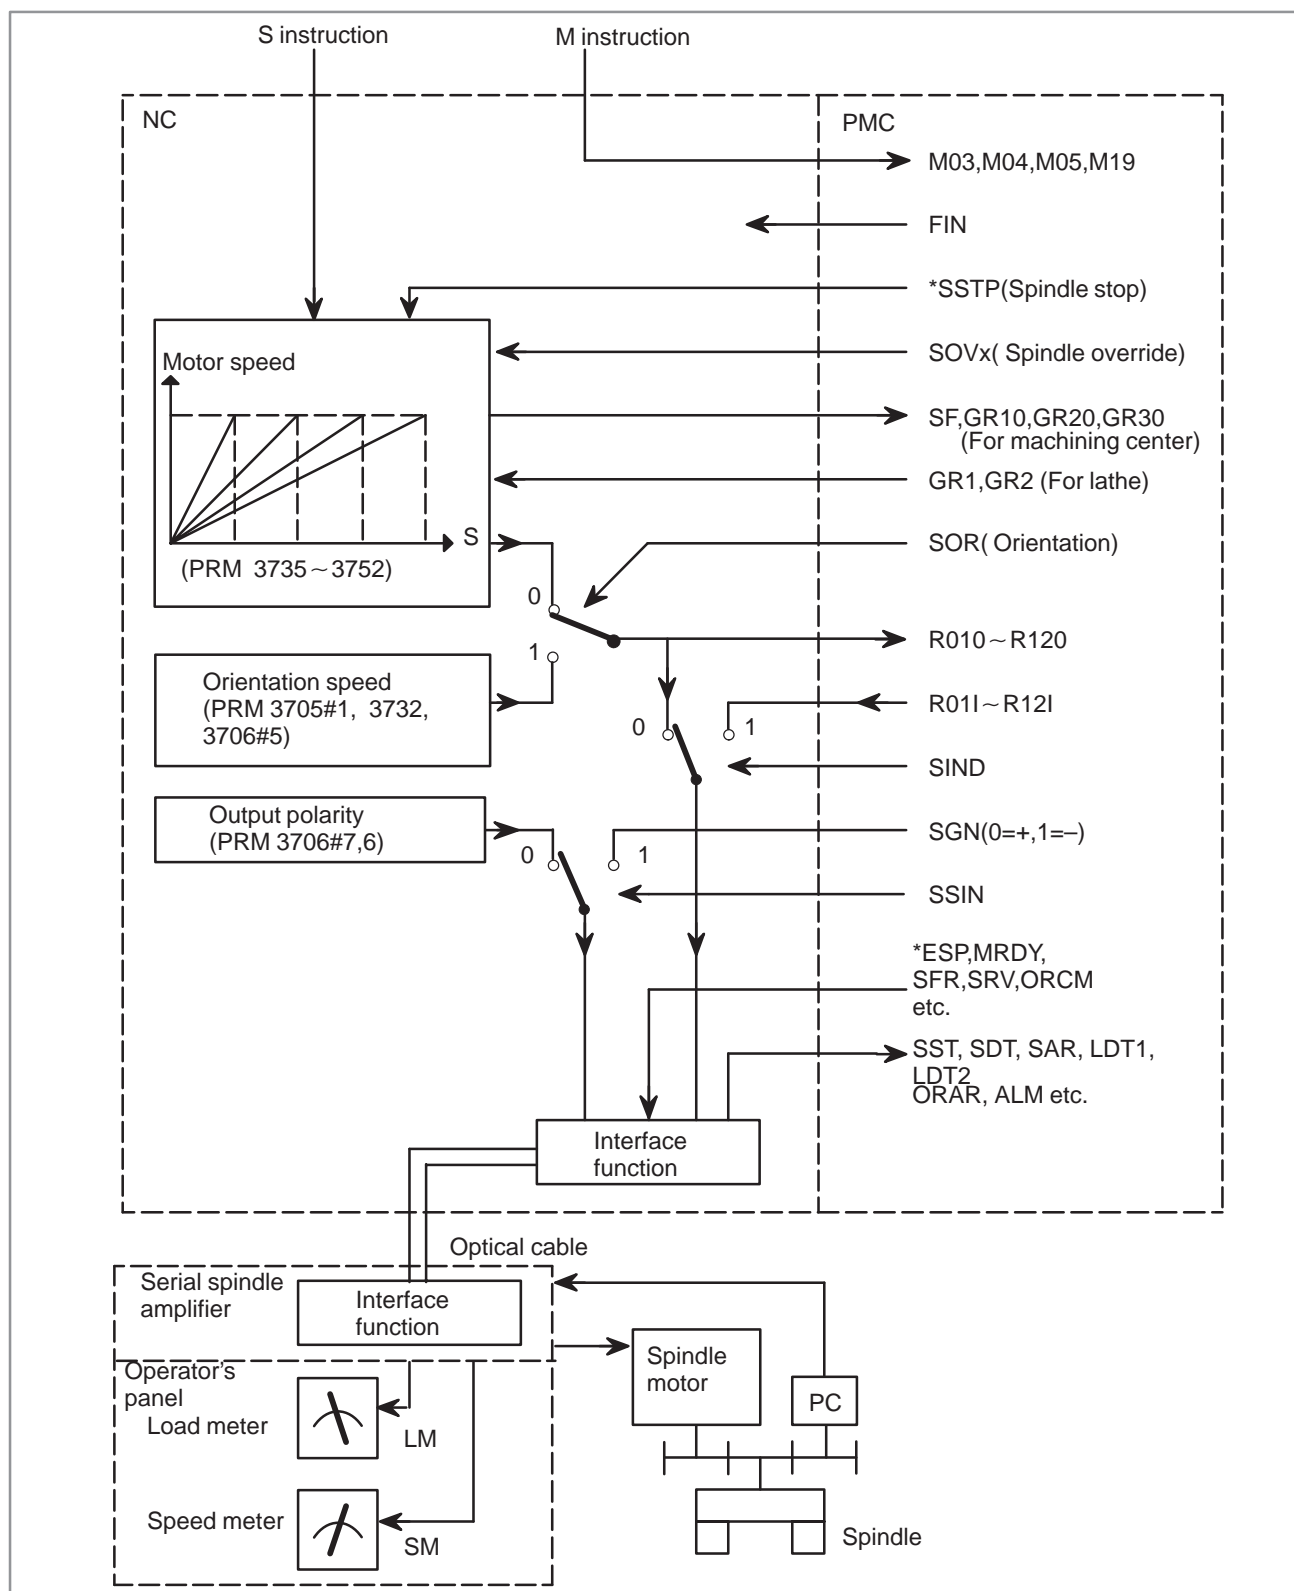 S instruction
M instruction
NC
PMC
M03,M04,M05,M19
FIN
*SSTP(Spindle stop)
Motor speed
SOVx( Spindle override)
SF,GR10,GR20,GR30
(For machining center)
GR1,GR2 (For lathe)
S
(PRM 3735~3752)
SOR( Orientation)
0
1
R010~R120
Orientation speed
(PRM 3705#1, 3732,
3706#5)
R01I~R12I
0
1
SIND
Output polarity
(PRM 3706#7,6)
SGN(0=+,1=–)
0
1
SSIN
*ESP,MRDY,
SFR,SRV,ORCM
etc.
SST, SDT, SAR, LDT1,
LDT2
ORAR, ALM etc.
Interface
function
Optical cable
Serial spindle
amplifier
Interface
function
Operator's
panel
Load meter
LM
Speed meter
SM
Spindle
motor
PC
Spindle